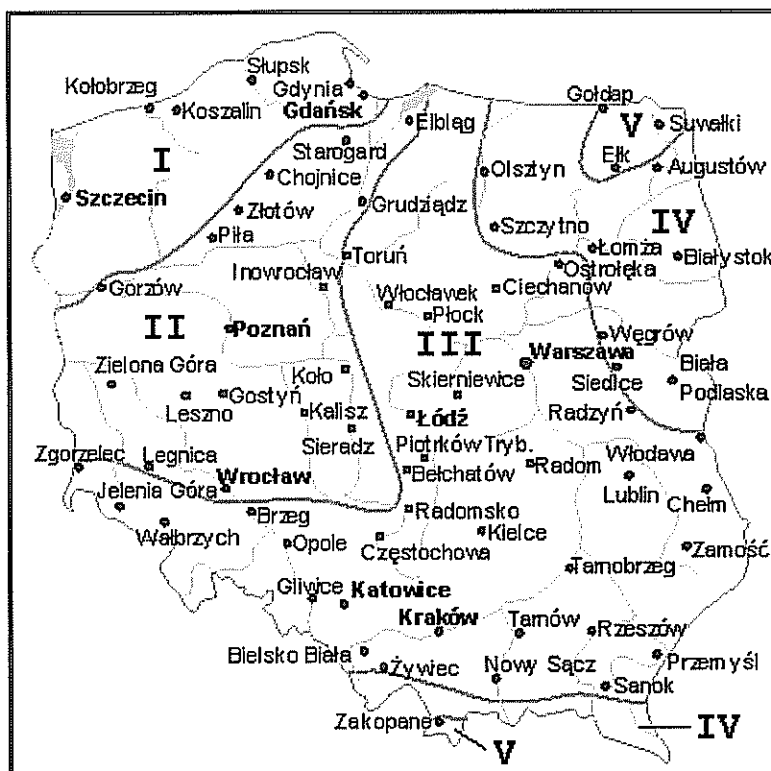 Słupsk
Kołobrzeg
Gdynia
Gołdap
Koszalin
Gdańsk
Elbląg
V
Suwałki
I
Starogard
Ełk
Augustów
Chojnice
Olsztyn
Szczecin
Złotów
Grudziądz
IV
Piła
Szczytno
Toruń
Łomża
Białystok
Inowrocław
Ostrołęka
Gorzów
Włocławek
Ciechanów
II
Płock
Poznań
III
Węgrów
Warszawa
Zielona Góra
Koło
Skierniewice
Siedlce
Biała
Podlaska
Leszno
Gostyń
Kalisz
Łódź
Radzyń
Sieradz
Zgorzelec
Legnica
Piotrków Tryb.
Włodawa
Wrocław
Bełchatów
Radom
Lublin
Jelenia Góra
Chełm
Brzeg
Radomsko
Wałbrzych
Kielce
Opole
Częstochowa
Zamość
Tarnobrzeg
Gliwice
Katowice
Kraków
Tarnów
Rzeszów
Bielsko Biała
Przemyśl
Żywiec
Nowy Sącz
Sanok
Zakopane
IV
V